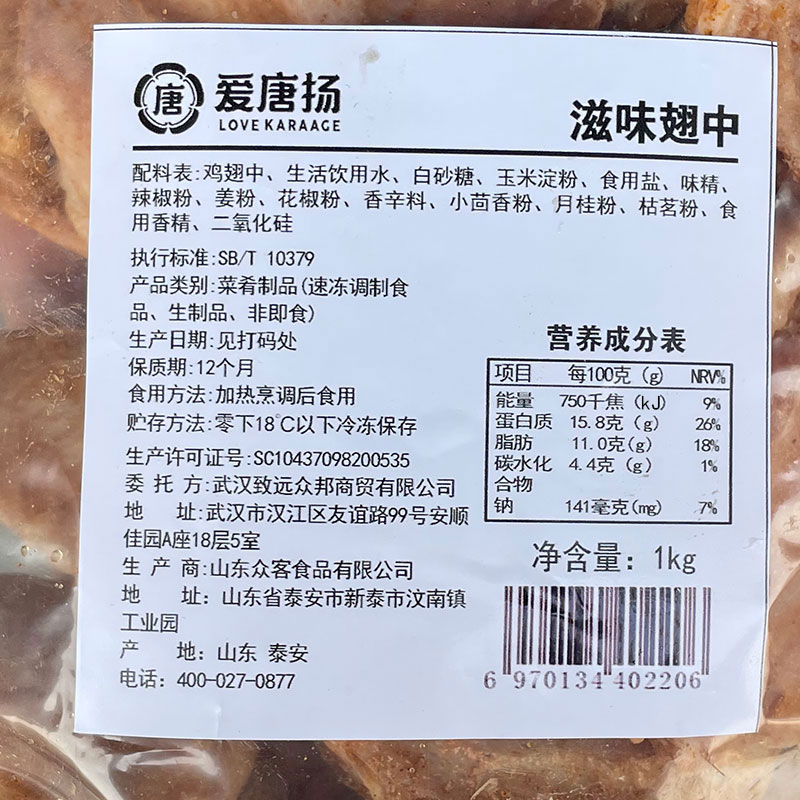 唐 爱唐扬
LOVE KARAAGE
滋味翅中
配料表:鸡翅中、生活饮用水、白砂糖、玉米淀粉、食用盐、味精、
辣椒粉、姜粉、花椒粉、香辛料、小茴香粉、月桂粉、枯茗粉、食
用香精、二氧化硅
执行标准:SB/T 10379
产品类别:菜肴制品(速冻调制食
品、生制品、非即食)
生产日期:见打码处
保质期:12个月
食用方法:加热烹调后食用
贮存方法:零下18℃以下冷冻保存
生产许可证号:SC10437098200535
委 托 方:武汉致远众邦商贸有限公司
地 址:武汉市汉江区友谊路99号安顺
佳园A座18层5室
生 产 商:山东众客食品有限公司
地 址: 山东省泰安市新泰市汶南镇
工业园
产 地: 山东 泰安
电话: 400-027-0877
营养成分表
项目 每100克 (g) NRV%
能量 750千焦 (kJ) 9%
蛋白质 15.8克 (g) 26%
脂肪 11.0克(g) 18%
碳水化 4.4克 (g) 1%
合物
钠 141毫克(mg) 7%
净含量: 1kg
6 970134 402206